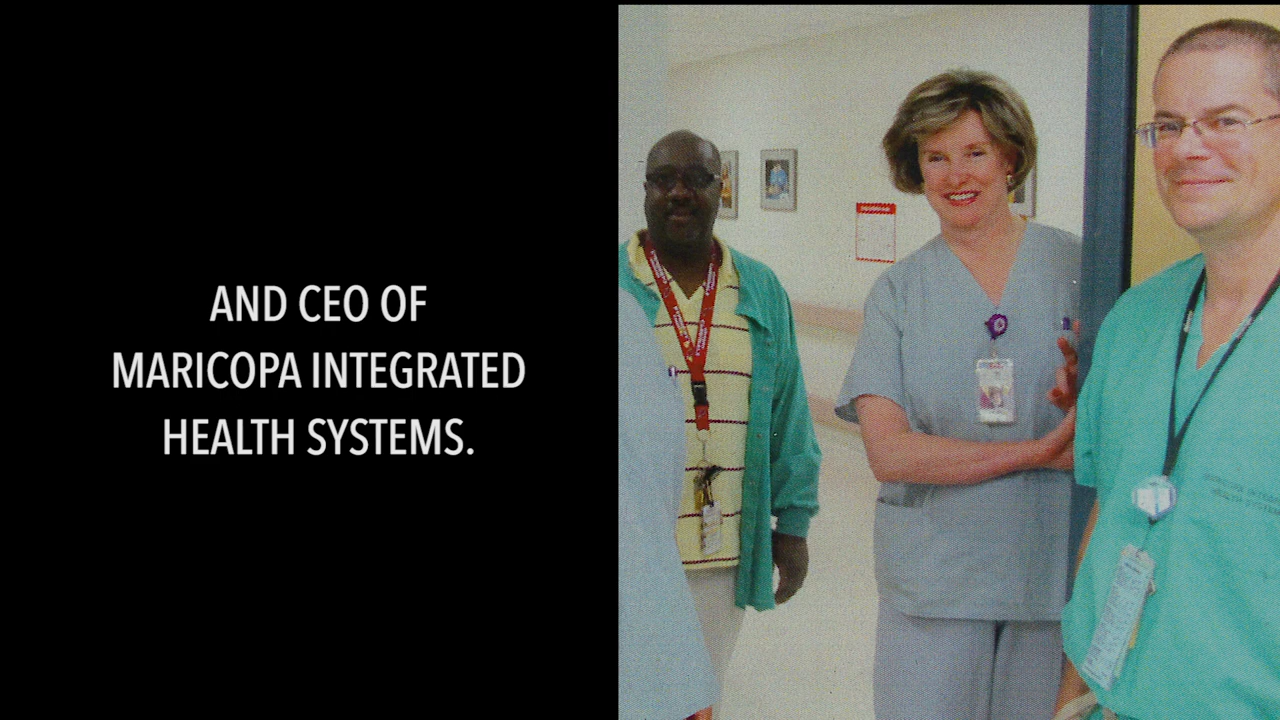 AND CEO OF
MARICOPA INTEGRATED
HEALTH SYSTEMS.